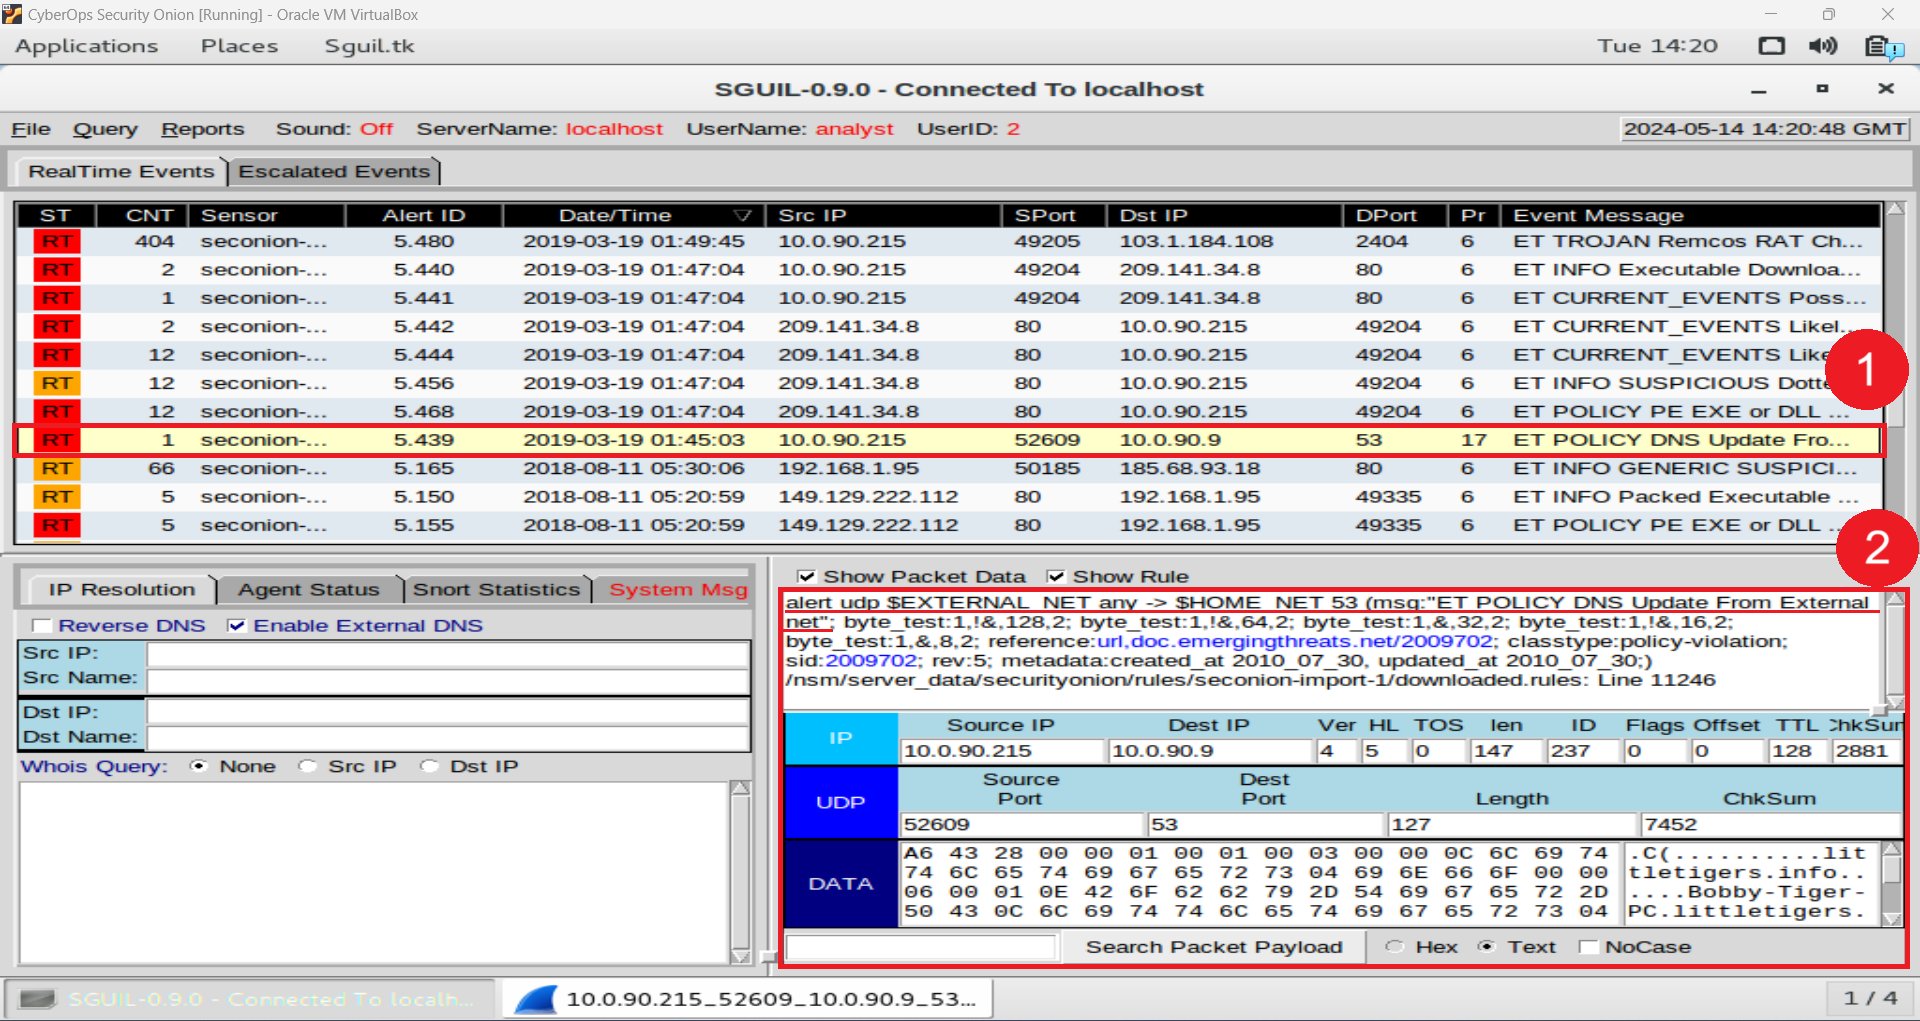 CyberOps Security Onion [Running] - Oracle VM VirtualBox
Applications Places Sguil.tk Tue 14:20
SGUIL-0.9.0 - Connected To localhost
File Query Reports Sound: Off ServerName: localhost UserName: analyst UserID: 2 2024-05-14 14:20:48 GMT
RealTime Events Escalated Events
ST CNT Sensor Alert ID Date/Time Src IP SPort Dst IP DPort Pr Event Message
RT 404 seconion-... 5.480 2019-03-19 01:49:45 10.0.90.215 49205 103.1.184.108 2404 6 ET TROJAN Remcos RAT Ch...
RT 2 seconion-... 5.440 2019-03-19 01:47:04 10.0.90.215 49204 209.141.34.8 80 6 ET INFO Executable Downloa...
RT 1 seconion-... 5.441 2019-03-19 01:47:04 10.0.90.215 49204 209.141.34.8 80 6 ET CURRENT_EVENTS Poss...
RT 2 seconion-... 5.442 2019-03-19 01:47:04 209.141.34.8 80 10.0.90.215 49204 6 ET CURRENT_EVENTS Likel...
RT 12 seconion-... 5.444 2019-03-19 01:47:04 209.141.34.8 80 10.0.90.215 49204 6 ET CURRENT_EVENTS Like
1
RT 12 seconion-... 5.456 2019-03-19 01:47:04 209.141.34.8 80 10.0.90.215 49204 6 ET INFO SUSPICIOUS Dotte
RT 12 seconion-... 5.468 2019-03-19 01:47:04 209.141.34.8 80 10.0.90.215 49204 6 ET POLICY PE EXE or DLL ...
RT 1 seconion-... 5.439 2019-03-19 01:45:03 10.0.90.215 52609 10.0.90.9 53 17 ET POLICY DNS Update Fro...
RT 66 seconion-... 5.165 2018-08-11 05:30:06 192.168.1.95 50185 185.68.93.18 80 6 ET INFO GENERIC SUSPICI...
RT 5 seconion-... 5.150 2018-08-11 05:20:59 149.129.222.112 80 192.168.1.95 49335 6 ET INFO Packed Executable ...
RT 5 seconion-... 5.155 2018-08-11 05:20:59 149.129.222.112 80 192.168.1.95 49335 6 ET POLICY PE EXE or DLL ...
2
IP Resolution Agent Status Snort Statistics System Msg
Reverse DNS Enable External DNS
Src IP:
Src Name:
Dst IP:
Dst Name:
Whois Query: None Src IP Dst IP
Show Packet Data Show Rule
alert udp $EXTERNAL_NET any -> $HOME_NET 53 (msg:"ET POLICY DNS Update From External
net"; byte_test:1,!&,128,2; byte_test:1,!&,64,2; byte_test:1,&,32,2; byte_test:1,!&,16,2;
byte_test:1,&,8,2; reference:url,doc.emergingthreats.net/2009702; classtype:policy-violation;
sid:2009702; rev:5; metadata:created_at 2010_07_30, updated_at 2010_07_30;)
/nsm/server_data/securityonion/rules/seconion-import-1/downloaded.rules: Line 11246
IP Source IP Dest IP Ver HL TOS len ID Flags Offset TTL ChkSum
10.0.90.215 10.0.90.9 4 5 0 147 237 0 0 128 2881
UDP Source Port Dest Port Length ChkSum
52609 53 127 7452
DATA
A6 43 28 00 00 01 00 01 00 03 00 00 0C 6C 69 74 .C(..........lit
74 6C 65 74 69 67 65 72 73 04 69 6E 66 6F 00 00 tletigers.info..
06 00 01 0E 42 6F 62 62 79 2D 54 69 67 65 72 2D ....Bobby-Tiger-
50 43 0C 6C 69 74 74 6C 65 74 69 67 65 72 73 04 PC.littletigers.
Search Packet Payload Hex Text NoCase
SGUIL-0.9.0 - Connected To localh... 10.0.90.215_52609_10.0.90.9_53... 1 / 4